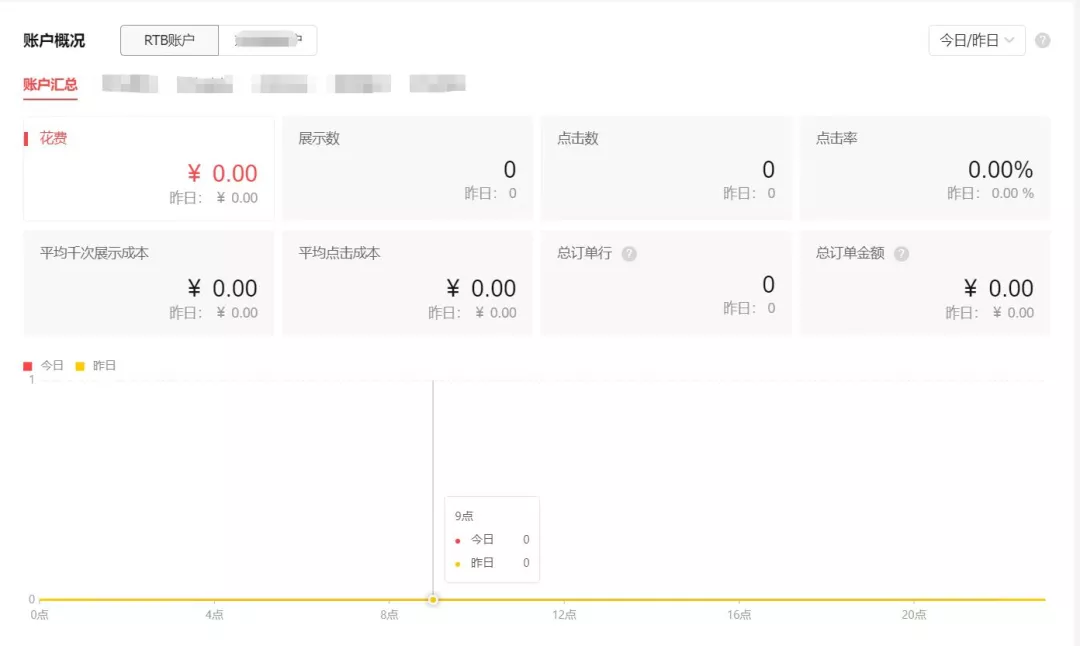 账户概况 RTB账户 今日/昨日 ?
账户汇总
花费 展示数 点击数 点击率
¥ 0.00 0 0 0.00%
昨日： ¥ 0.00 昨日： 0 昨日： 0 昨日： 0.00 %
平均千次展示成本 平均点击成本 总订单行 ? 总订单金额 ?
¥ 0.00 ¥ 0.00 0 ¥ 0.00
昨日： ¥ 0.00 昨日： ¥ 0.00 昨日： 0 昨日： ¥ 0.00
今日 昨日
1
9点
今日 0
昨日 0
0
0点 4点 8点 12点 16点 20点